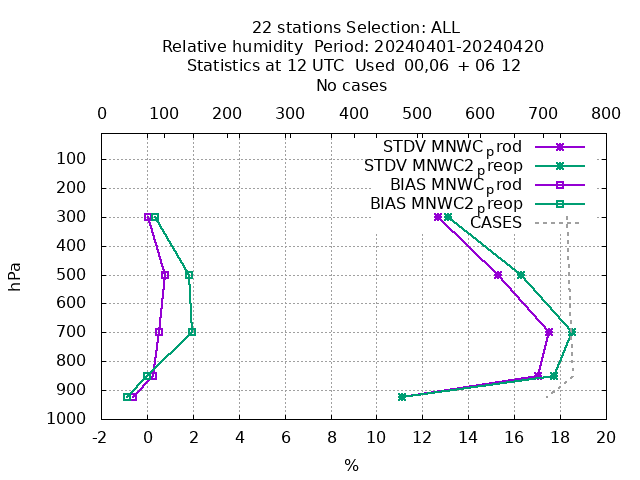 22 stations Selection: ALL
Relative humidity  Period: 20240401-20240420
Statistics at 12 UTC  Used  00,06  + 06 12
No cases
0 100 200 300 400 500 600 700 800
STDV MNWC_prod
STDV MNWC2_preop
BIAS MNWC_prod
BIAS MNWC2_preop
CASES
100
200
300
400
500
600
700
800
900
1000
hPa
-2 0 2 4 6 8 10 12 14 16 18 20
%